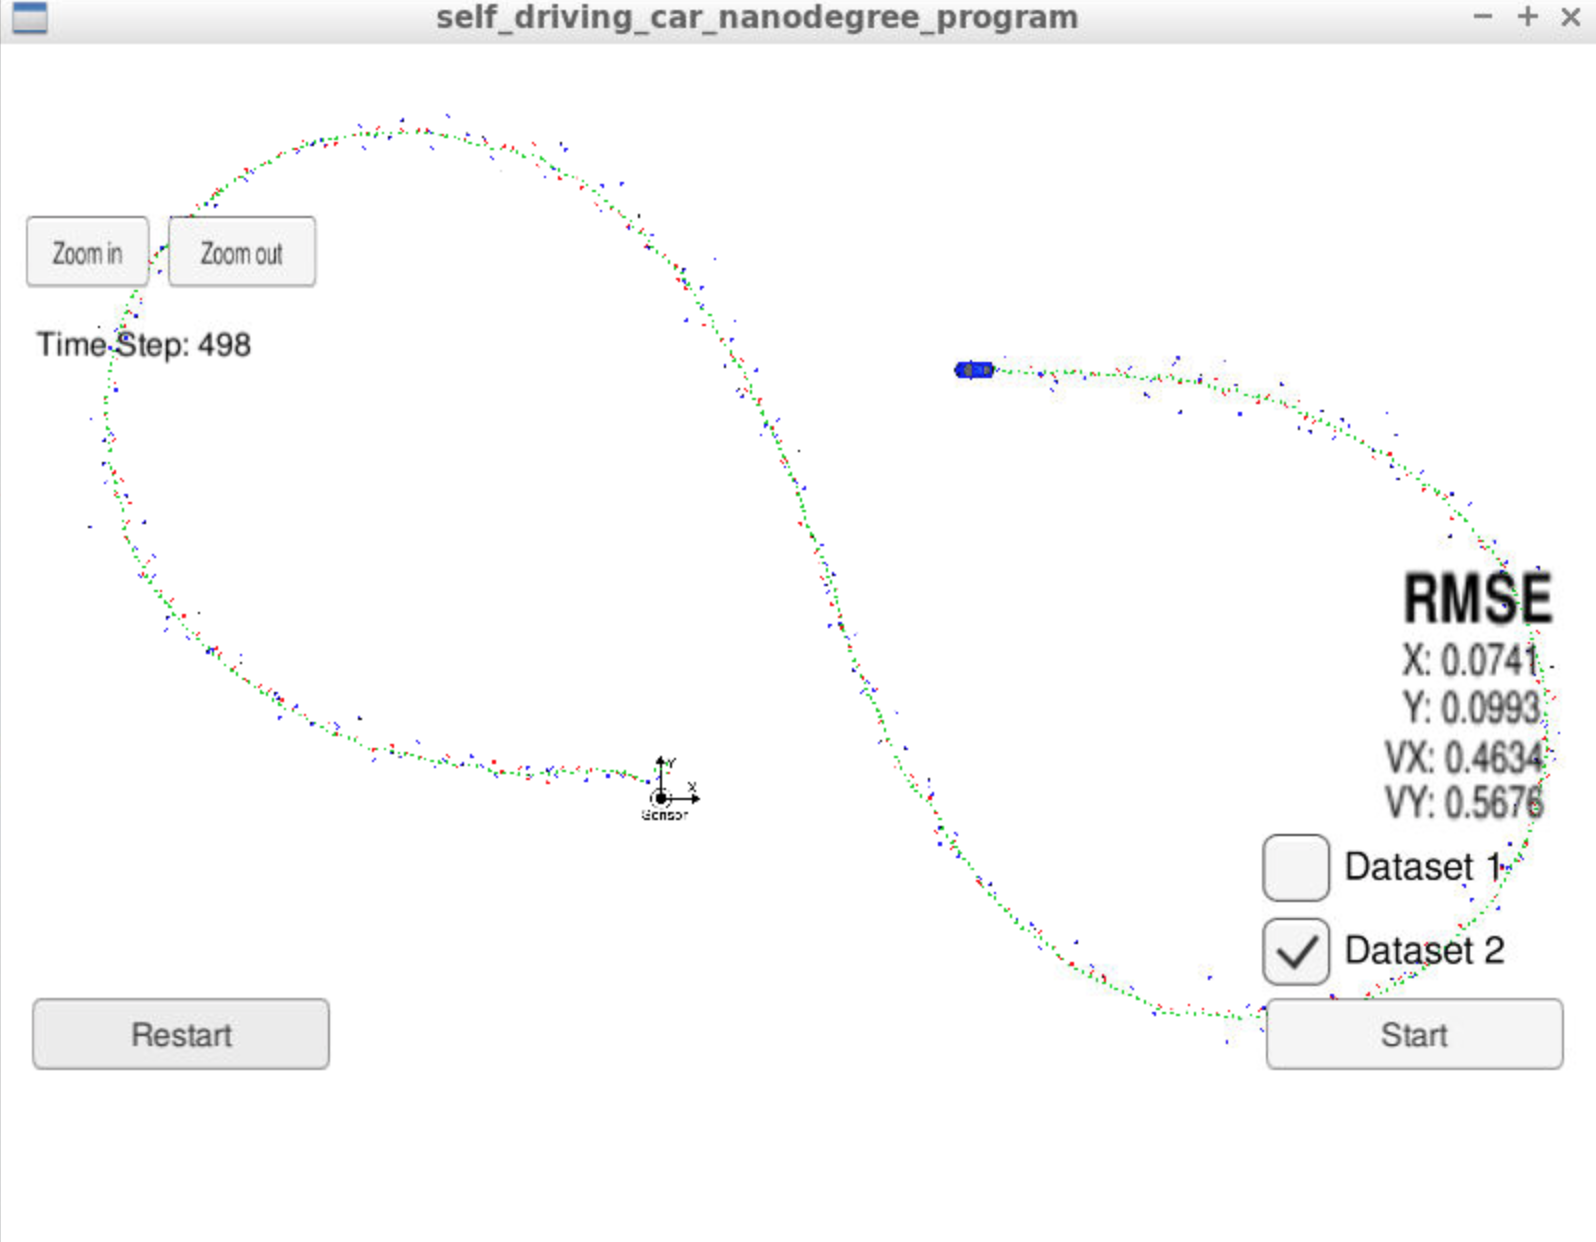 self_driving_car_nanodegree_program
Zoom in
Zoom out
Time Step: 498
Y
X
Sensor
RMSE
X: 0.0741
Y: 0.0993
VX: 0.4634
VY: 0.5676
Dataset 1
Dataset 2
Restart
Start